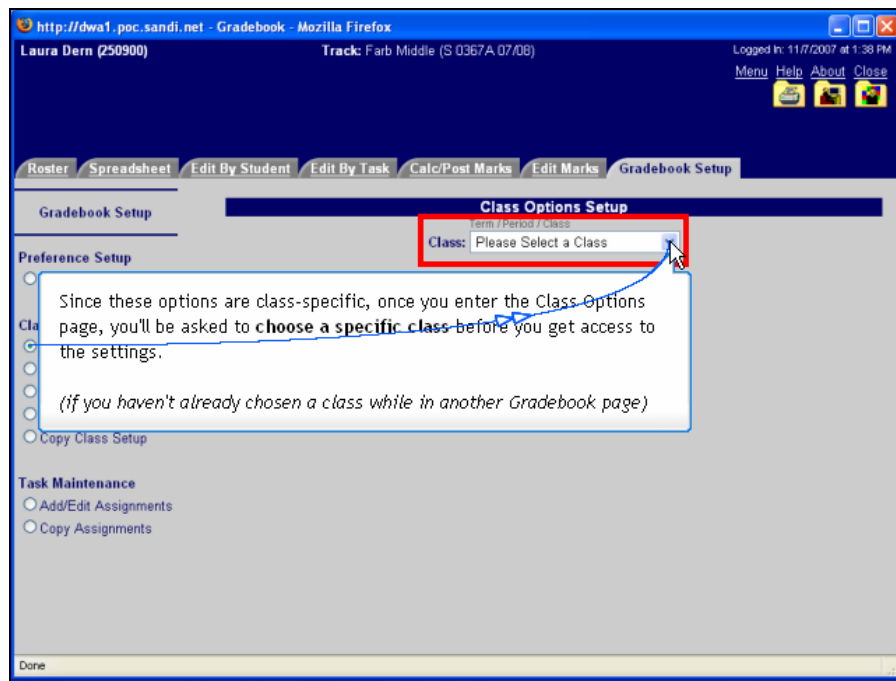 http://dwa1.poc.sandi.net - Gradebook - Mozilla Firefox
Laura Dern (250900) Track: Farb Middle (S 0367A 07/08) Logged In: 11/7/2007 at 1:38 PM
Menu Help About Close
Roster Spreadsheet Edit By Student Edit By Task Calc/Post Marks Edit Marks Gradebook Setup
Gradebook Setup
Class Options Setup
Term / Period / Class
Class: Please Select a Class
Preference Setup
Cla
Since these options are class-specific, once you enter the Class Options
page, you'll be asked to choose a specific class before you get access to
the settings.
(if you haven't already chosen a class while in another Gradebook page)
Copy Class Setup
Task Maintenance
Add/Edit Assignments
Copy Assignments
Done